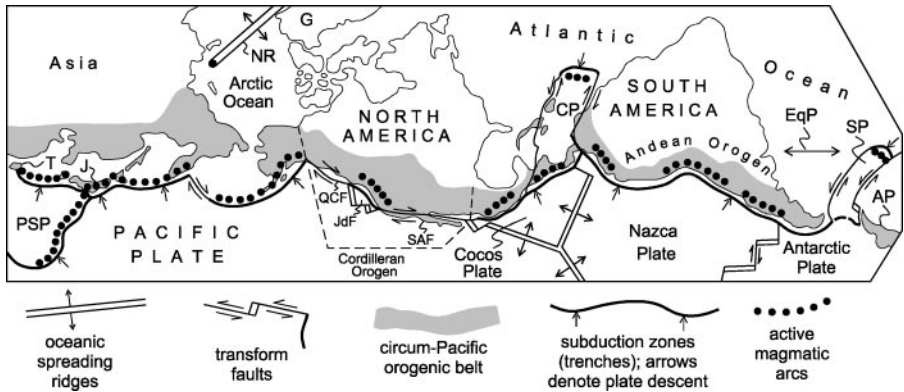 G
NR
Arctic
Ocean
Asia
Atlantic
Ocean
NORTH
AMERICA
SOUTH
AMERICA
CP
EqP
SP
AP
Andean Orogen
T
J
PSP
PACIFIC
PLATE
QCF
JdF
SAF
Cordilleran
Orogen
Cocos
Plate
Nazca
Plate
Antarctic
Plate
oceanic
spreading
ridges
transform
faults
circum-Pacific
orogenic belt
subduction zones
(trenches); arrows
denote plate descent
active
magmatic
arcs